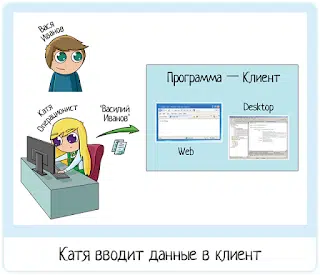 Вася
Иванов
Катя
Операционист
"Василий
Иванов"
Программа — Клиент
Web
Desktop
Катя вводит данные в клиент